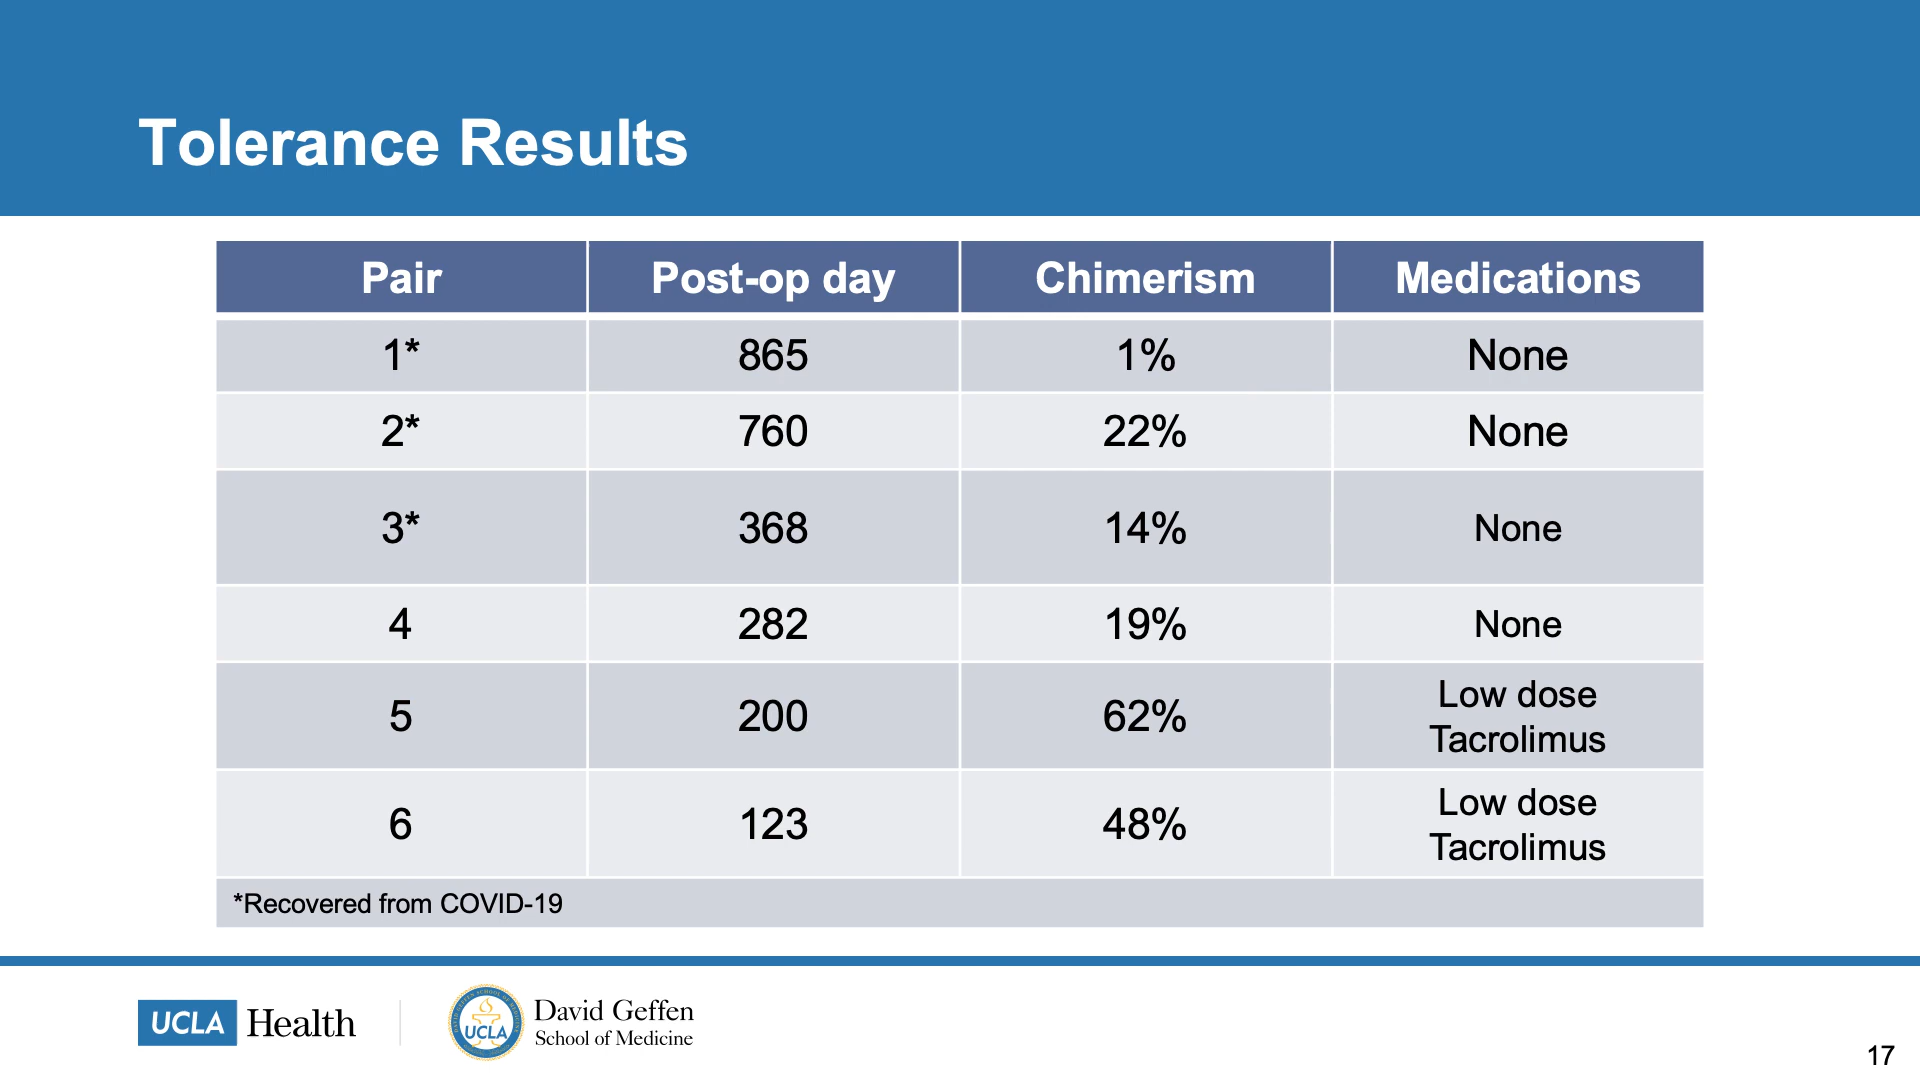 Tolerance Results
Pair Post-op day Chimerism Medications
1* 865 1% None
2* 760 22% None
3* 368 14% None
4 282 19% None
5 200 62% Low dose
Tacrolimus
6 123 48% Low dose
Tacrolimus
*Recovered from COVID-19
UCLA Health
UCLA
David Geffen
School of Medicine
17